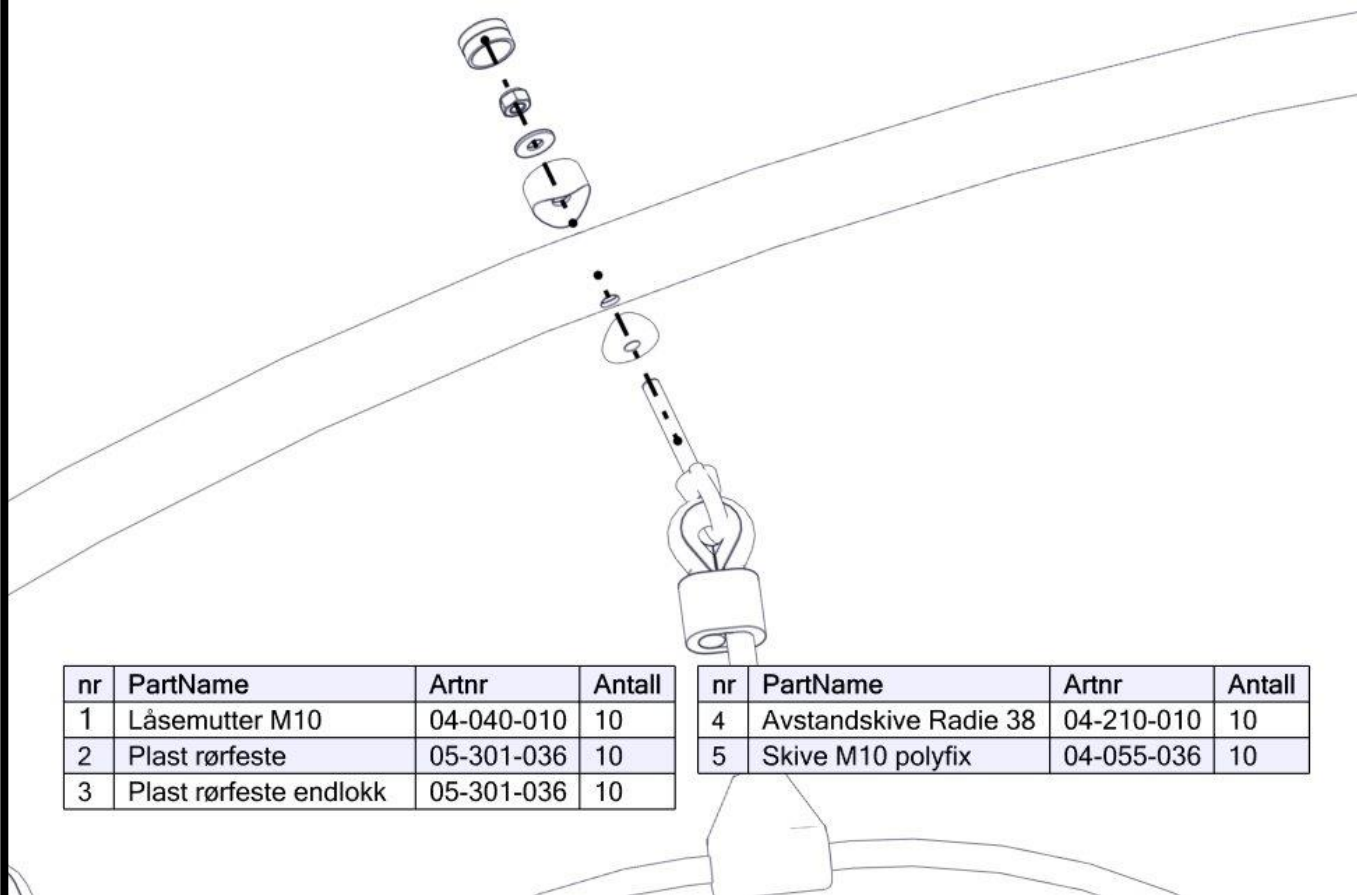 nr PartName Artnr Antall
1 Låsemutter M10 04-040-010 10
2 Plast rørfeste 05-301-036 10
3 Plast rørfeste endlokk 05-301-036 10
nr PartName Artnr Antall
4 Avstandskive Radie 38 04-210-010 10
5 Skive M10 polyfix 04-055-036 10